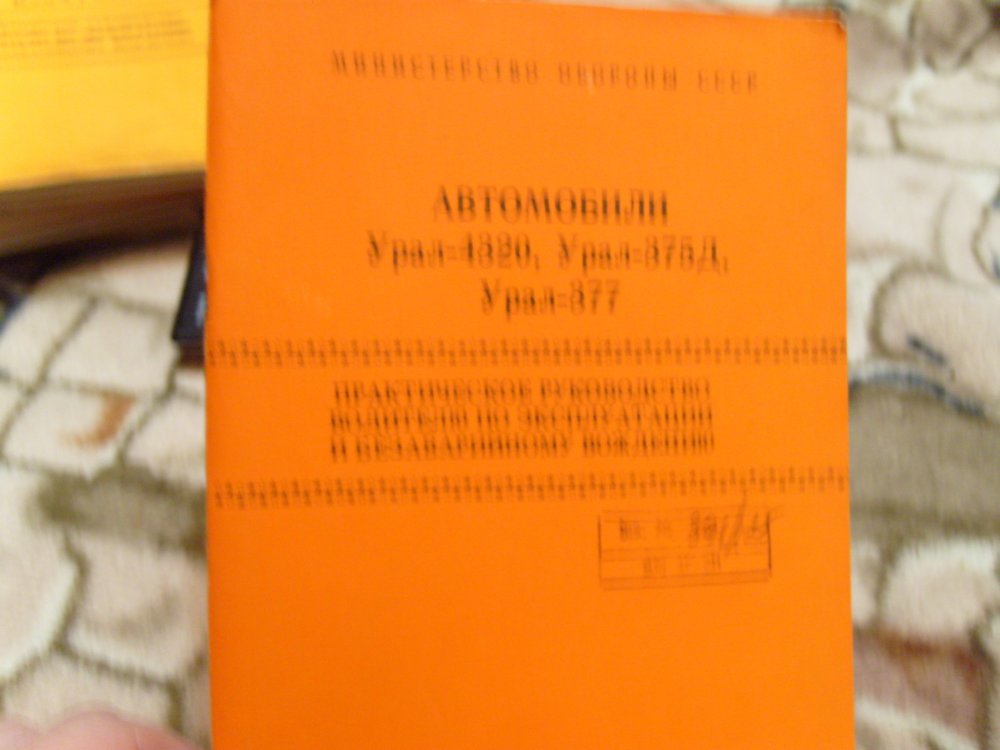 МИНИСТЕРСТВО ОБОРОНЫ СССР
АВТОМОБИЛИ
Урал-4320, Урал-375Д,
Урал-377
ПРАКТИЧЕСКОЕ РУКОВОДСТВО
ВОДИТЕЛЮ ПО ЭКСПЛУАТАЦИИ
И БЕЗАВАРИЙНОМУ ВОЖДЕНИЮ